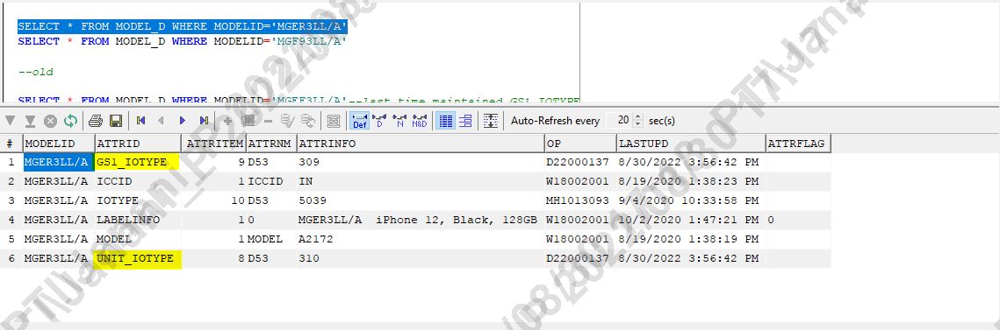 SELECT * FROM MODEL_D WHERE MODELID='MGER3LL/A'
SELECT * FROM MODEL_D WHERE MODELID='MGF93LL/A'
--old
SELECT * FROM MODEL_D WHERE MODELID='MGEF3LL/A'--last time maintained GS1_IOTYPE
Def D N N&D Auto-Refresh every 20 sec(s)
# MODELID ATTRID ATTRITEM ATTRNM ATTRINFO OP LASTUPD ATTRFLAG
1 MGER3LL/A GS1_IOTYPE 9 D53 309 D22000137 8/30/2022 3:56:42 PM
2 MGER3LL/A ICCID 1 ICCID IN W18002001 8/19/2020 1:38:23 PM
3 MGER3LL/A IOTYPE 10 D53 5039 MH1013093 9/4/2020 10:33:58 PM
4 MGER3LL/A LABELINFO 1 0 MGER3LL/A iPhone 12, Black, 128GB W18002001 10/2/2020 1:47:21 PM 0
5 MGER3LL/A MODEL 1 MODEL A2172 W18002001 8/19/2020 1:38:19 PM
6 MGER3LL/A UNIT_IOTYPE 8 D53 310 D22000137 8/30/2022 3:56:42 PM